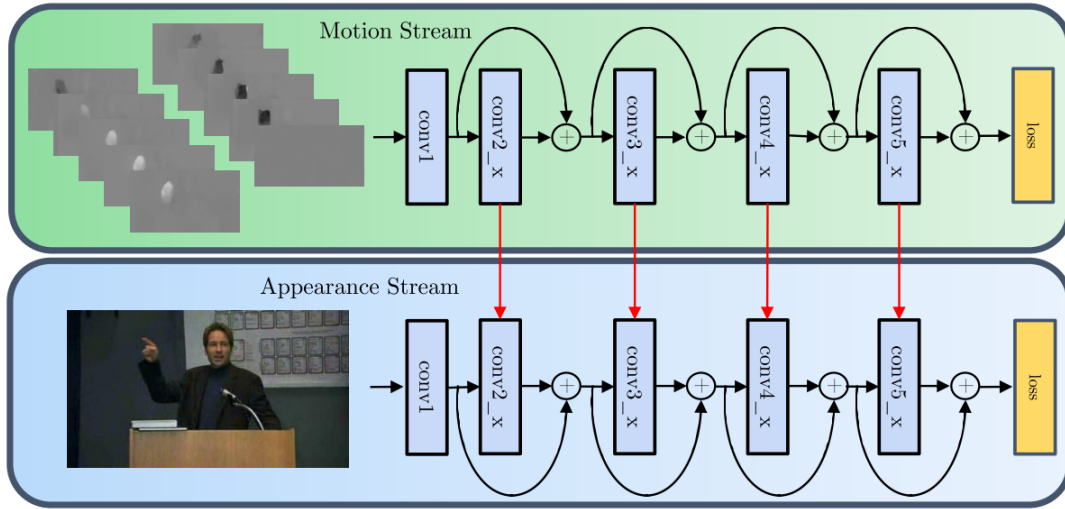 Motion Stream
conv1
conv2_x
+
conv3_x
+
conv4_x
+
conv5_x
+
loss
Appearance Stream
conv1
conv2_x
+
conv3_x
+
conv4_x
+
conv5_x
+
loss